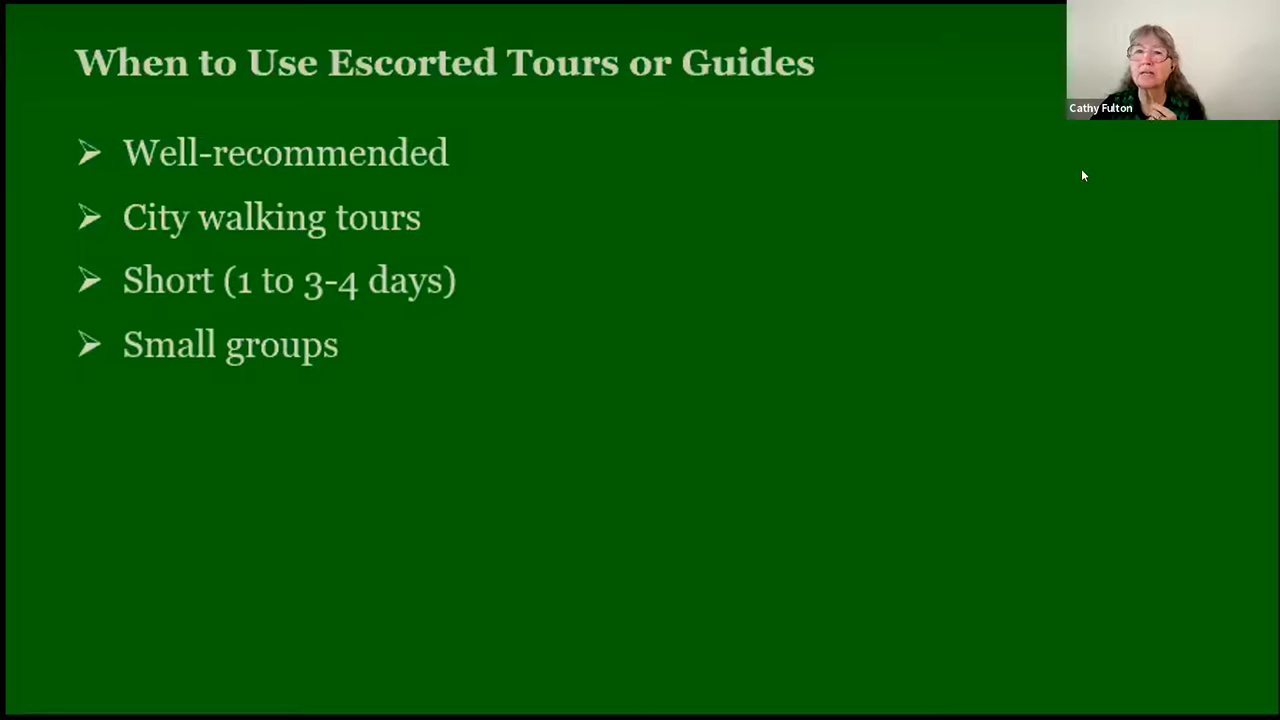 When to Use Escorted Tours or Guides
Cathy Fulton
➢ Well-recommended
➢ City walking tours
➢ Short (1 to 3-4 days)
➢ Small groups